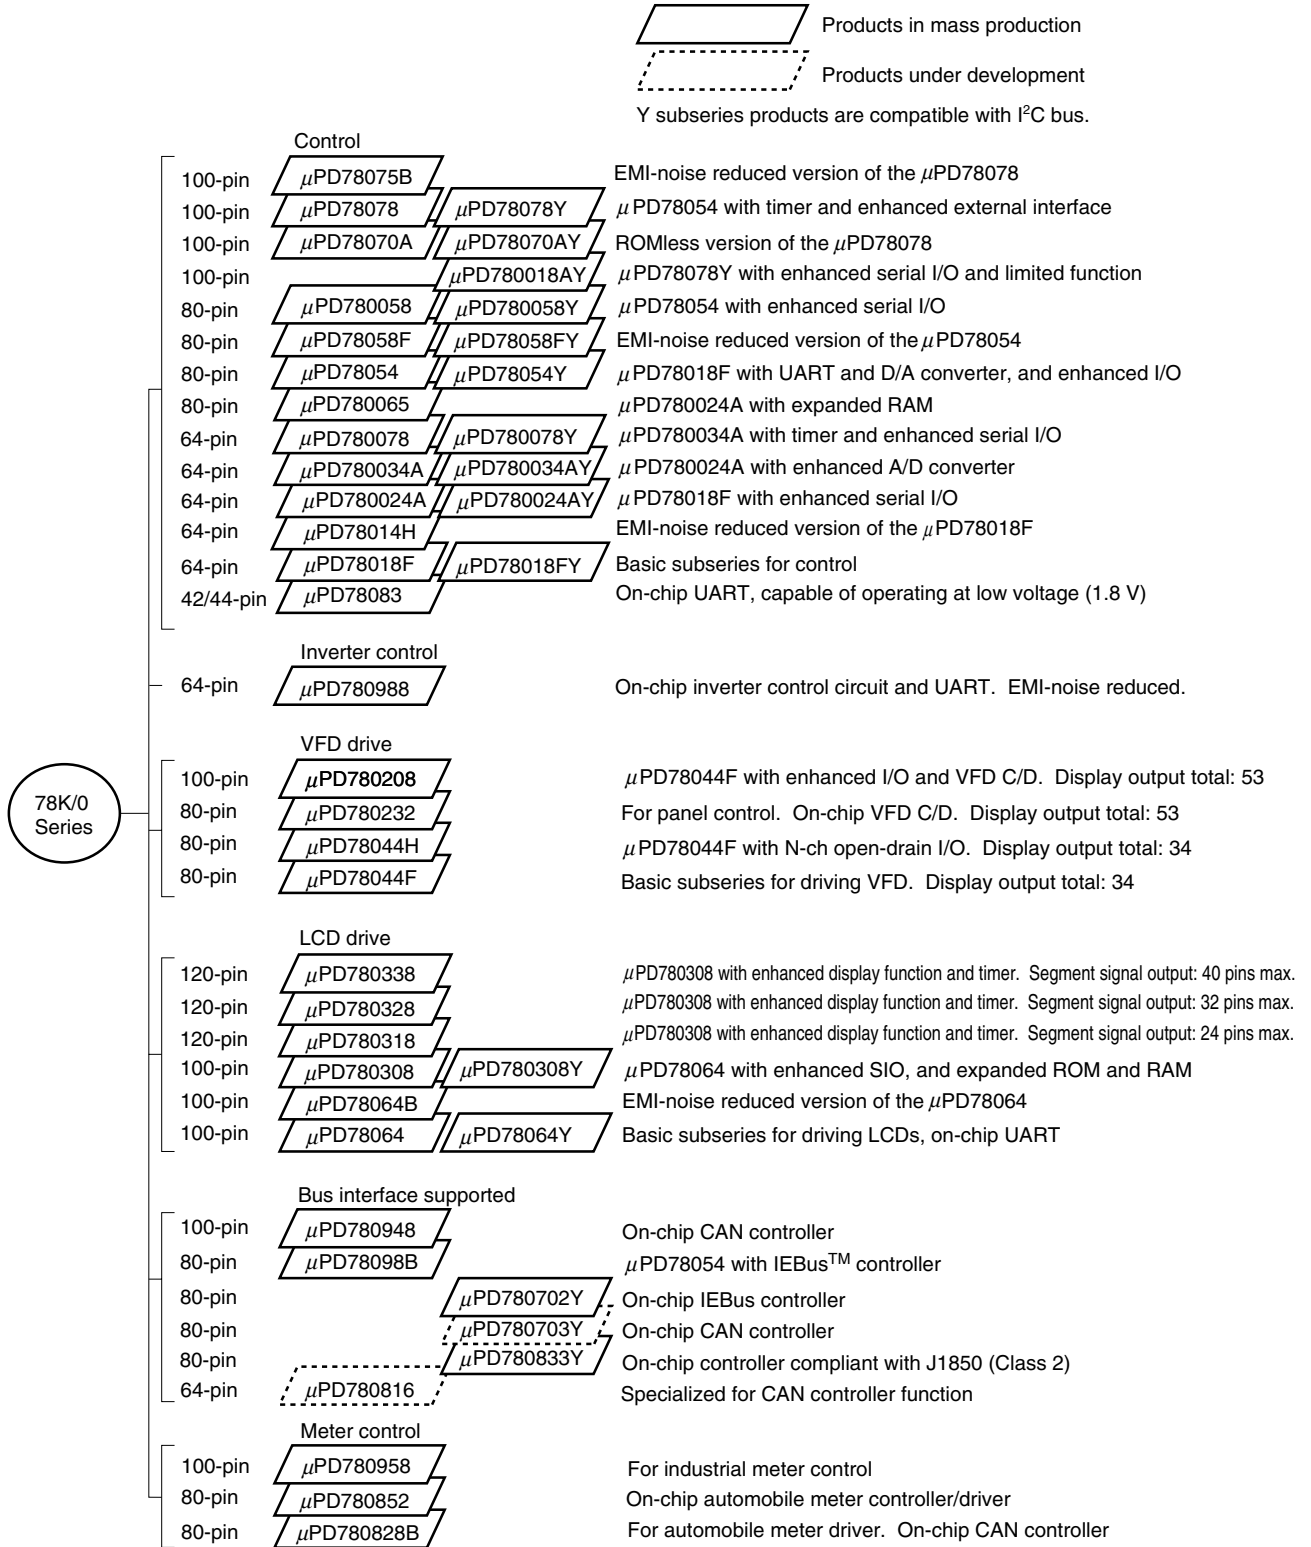 Products in mass production
Products under development
Y subseries products are compatible with I²C bus.
Control
100-pin μPD78075B EMI-noise reduced version of the μPD78078
100-pin μPD78078 μPD78078Y μPD78054 with timer and enhanced external interface
100-pin μPD78070A μPD78070AY ROMless version of the μPD78078
100-pin μPD780018AY μPD78078Y with enhanced serial I/O and limited function
80-pin μPD780058 μPD780058Y μPD78054 with enhanced serial I/O
80-pin μPD78058F μPD78058FY EMI-noise reduced version of the μPD78054
80-pin μPD78054 μPD78054Y μPD78018F with UART and D/A converter, and enhanced I/O
80-pin μPD780065 μPD780024A with expanded RAM
64-pin μPD780078 μPD780078Y μPD780034A with timer and enhanced serial I/O
64-pin μPD780034A μPD780034AY μPD780024A with enhanced A/D converter
64-pin μPD780024A μPD780024AY μPD78018F with enhanced serial I/O
64-pin μPD78014H EMI-noise reduced version of the μPD78018F
64-pin μPD78018F μPD78018FY Basic subseries for control
42/44-pin μPD78083 On-chip UART, capable of operating at low voltage (1.8 V)
Inverter control
64-pin μPD780988 On-chip inverter control circuit and UART. EMI-noise reduced.
VFD drive
100-pin μPD780208 μPD78044F with enhanced I/O and VFD C/D. Display output total: 53
78K/0 Series
80-pin μPD780232 For panel control. On-chip VFD C/D. Display output total: 53
80-pin μPD78044H μPD78044F with N-ch open-drain I/O. Display output total: 34
80-pin μPD78044F Basic subseries for driving VFD. Display output total: 34
LCD drive
120-pin μPD780338 μPD780308 with enhanced display function and timer. Segment signal output: 40 pins max.
120-pin μPD780328 μPD780308 with enhanced display function and timer. Segment signal output: 32 pins max.
120-pin μPD780318 μPD780308 with enhanced display function and timer. Segment signal output: 24 pins max.
100-pin μPD780308 μPD780308Y μPD78064 with enhanced SIO, and expanded ROM and RAM
100-pin μPD78064B EMI-noise reduced version of the μPD78064
100-pin μPD78064 μPD78064Y Basic subseries for driving LCDs, on-chip UART
Bus interface supported
100-pin μPD780948 On-chip CAN controller
80-pin μPD78098B μPD78054 with IEBus™ controller
80-pin μPD780702Y On-chip IEBus controller
80-pin μPD780703Y On-chip CAN controller
80-pin μPD780833Y On-chip controller compliant with J1850 (Class 2)
64-pin μPD780816 Specialized for CAN controller function
Meter control
100-pin μPD780958 For industrial meter control
80-pin μPD780852 On-chip automobile meter controller/driver
80-pin μPD780828B For automobile meter driver. On-chip CAN controller